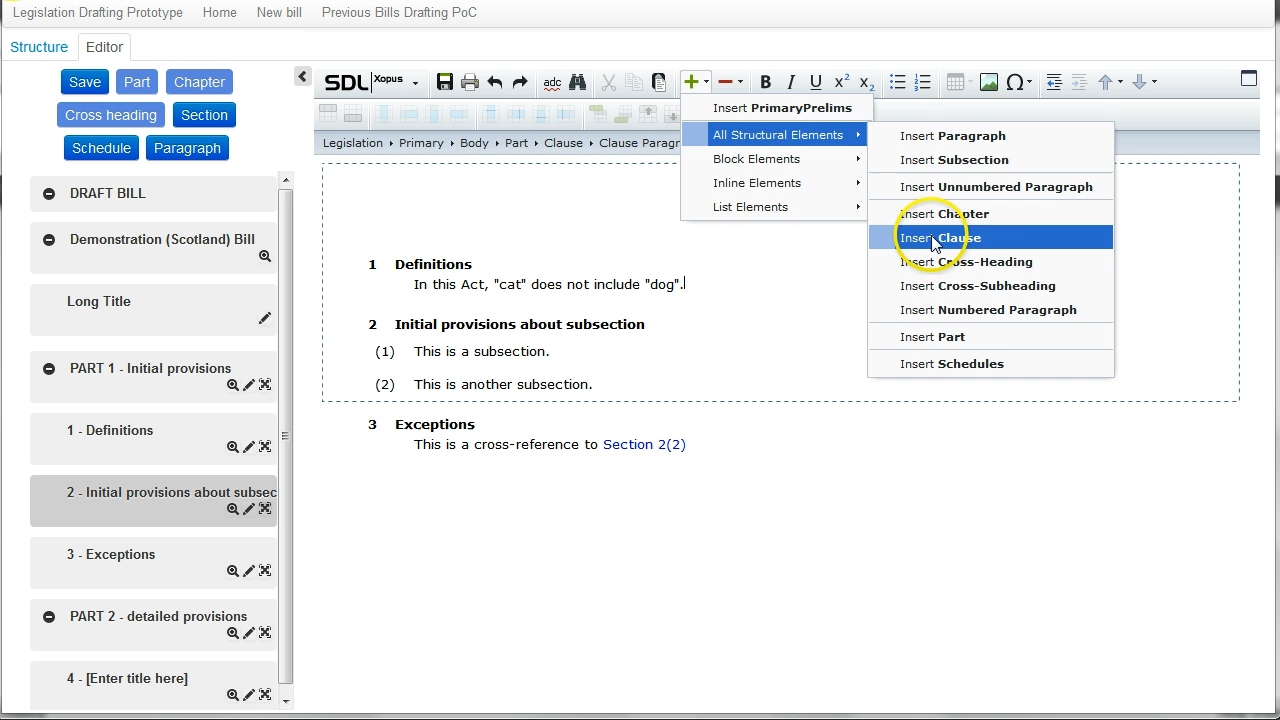 Legislation Drafting Prototype Home New bill Previous Bills Drafting PoC
Structure Editor
Save Part Chapter
Cross heading Section
Schedule Paragraph
DRAFT BILL
Demonstration (Scotland) Bill
Long Title
PART 1 - Initial provisions
1 - Definitions
2 - Initial provisions about subsec
3 - Exceptions
PART 2 - detailed provisions
4 - [Enter title here]
SDL Xopus abc B I U x² x₂ Ω
Legislation Primary Body Part Clause Clause Paragr
Insert PrimaryPrelims
All Structural Elements
Block Elements
Inline Elements
List Elements
Insert Paragraph
Insert Subsection
Insert Unnumbered Paragraph
Insert Chapter
Insert Clause
Insert Cross-Heading
Insert Cross-Subheading
Insert Numbered Paragraph
Insert Part
Insert Schedules
1 Definitions
In this Act, "cat" does not include "dog".
2 Initial provisions about subsection
(1) This is a subsection.
(2) This is another subsection.
3 Exceptions
This is a cross-reference to Section 2(2)